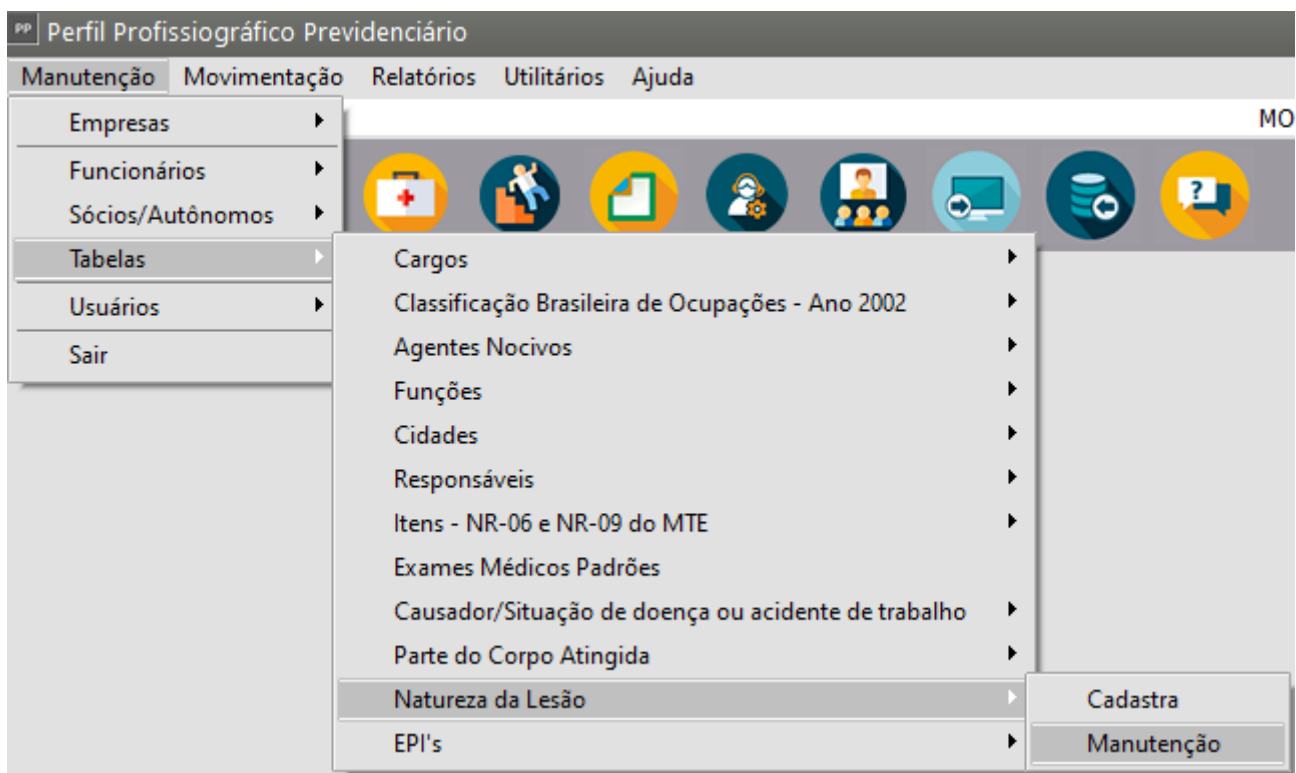 PP Perfil Profissiográfico Previdenciário
Manutenção Movimentação Relatórios Utilitários Ajuda
MO
Empresas
Funcionários
Sócios/Autônomos
Tabelas
Usuários
Sair
?
Cargos
Classificação Brasileira de Ocupações - Ano 2002
Agentes Nocivos
Funções
Cidades
Responsáveis
Itens - NR-06 e NR-09 do MTE
Exames Médicos Padrões
Causador/Situação de doença ou acidente de trabalho
Parte do Corpo Atingida
Natureza da Lesão
EPI's
Cadastra
Manutenção